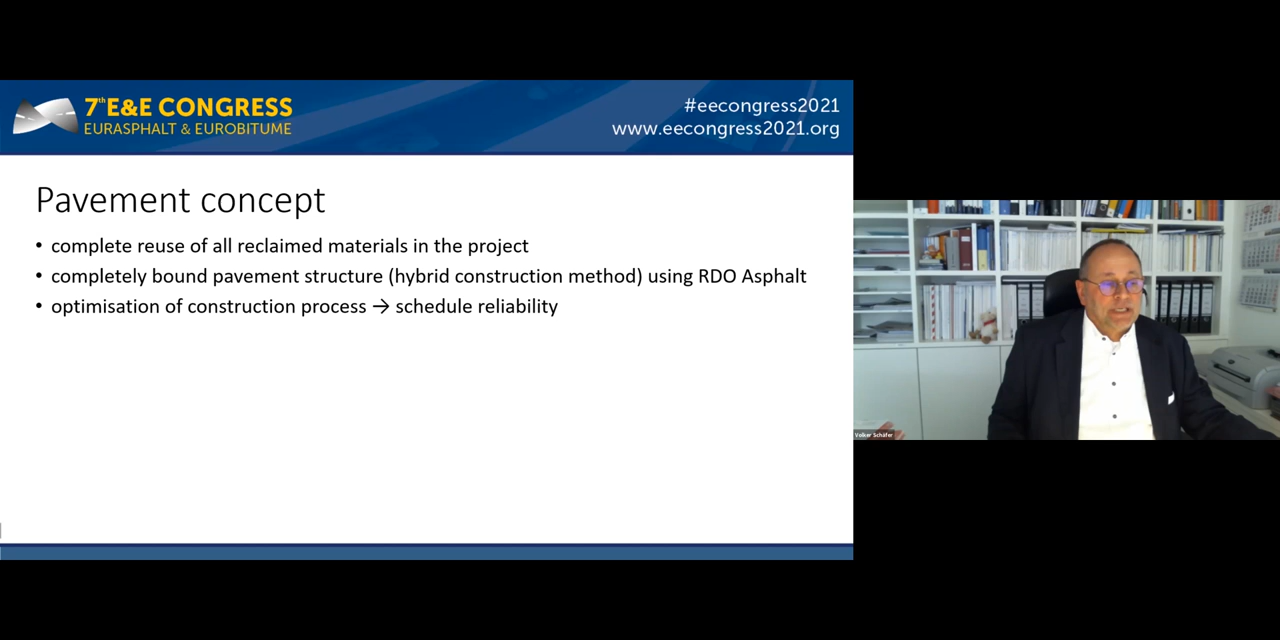 7th E&E CONGRESS
EURASPHALT & EUROBITUME
#eecongress2021
www.eecongress2021.org
Pavement concept
• complete reuse of all reclaimed materials in the project
• completely bound pavement structure (hybrid construction method) using RDO Asphalt
• optimisation of construction process → schedule reliability
Volker Schäfer